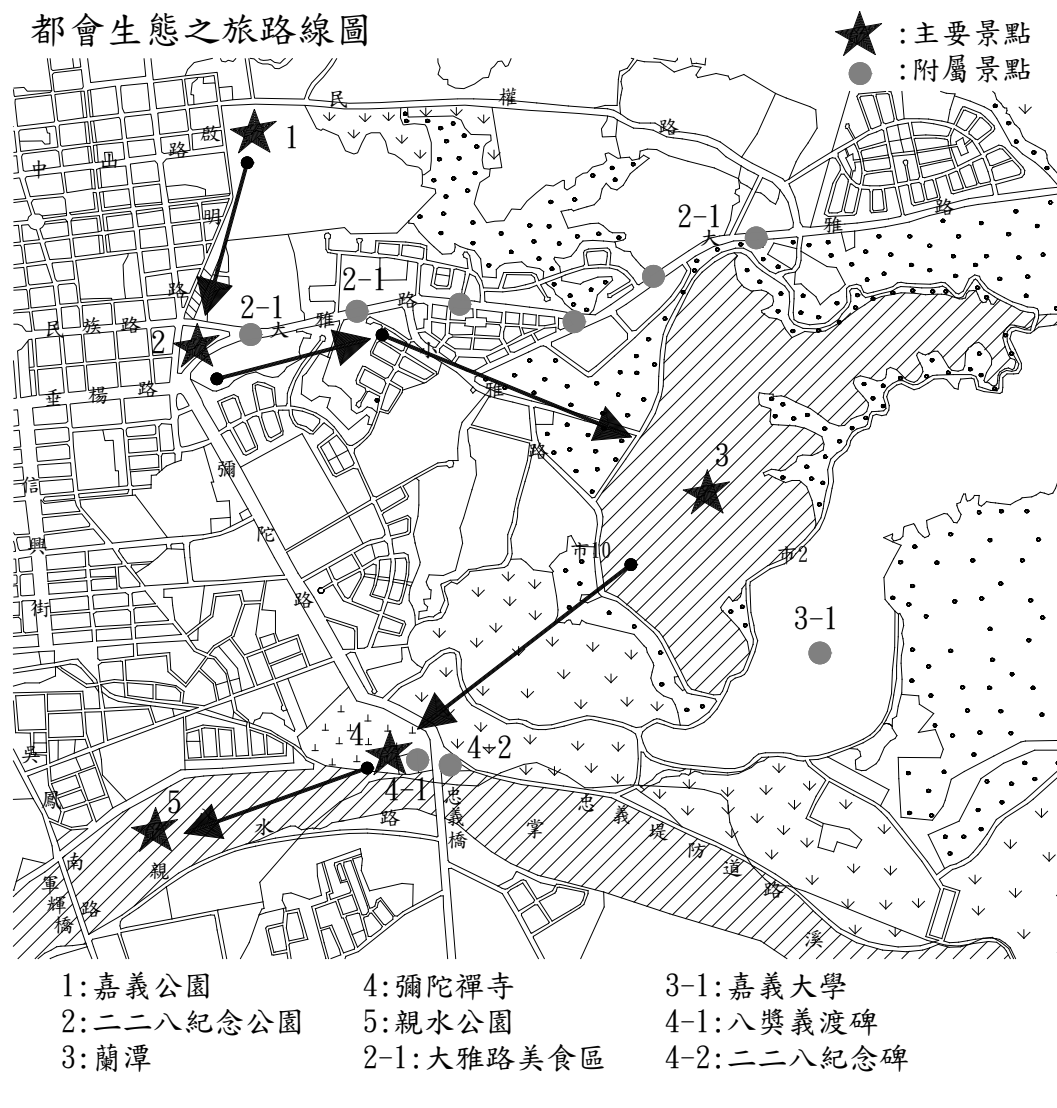 都會生態之旅路線圖
:主要景點
:附屬景點
民權路
啟明路
1
中山路
2-1
大雅路
2-1
2-1
大雅路
民族路
2
垂楊路
小雅路
3
彌陀路
信興街
市10
市2
3-1
4
4-2
4-1
5
吳鳳南路
忠義橋
忠義堤防道路
親水路
掌溪
軍輝橋
1:嘉義公園
2:二二八紀念公園
3:蘭潭
4:彌陀禪寺
5:親水公園
2-1:大雅路美食區
3-1:嘉義大學
4-1:八獎義渡碑
4-2:二二八紀念碑